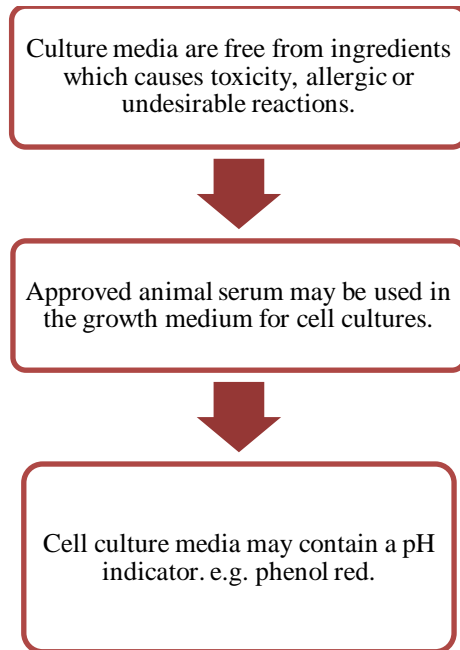 Culture media are free from ingredients
which causes toxicity, allergic or
undesirable reactions.
Approved animal serum may be used in
the growth medium for cell cultures.
Cell culture media may contain a pH
indicator. e.g. phenol red.